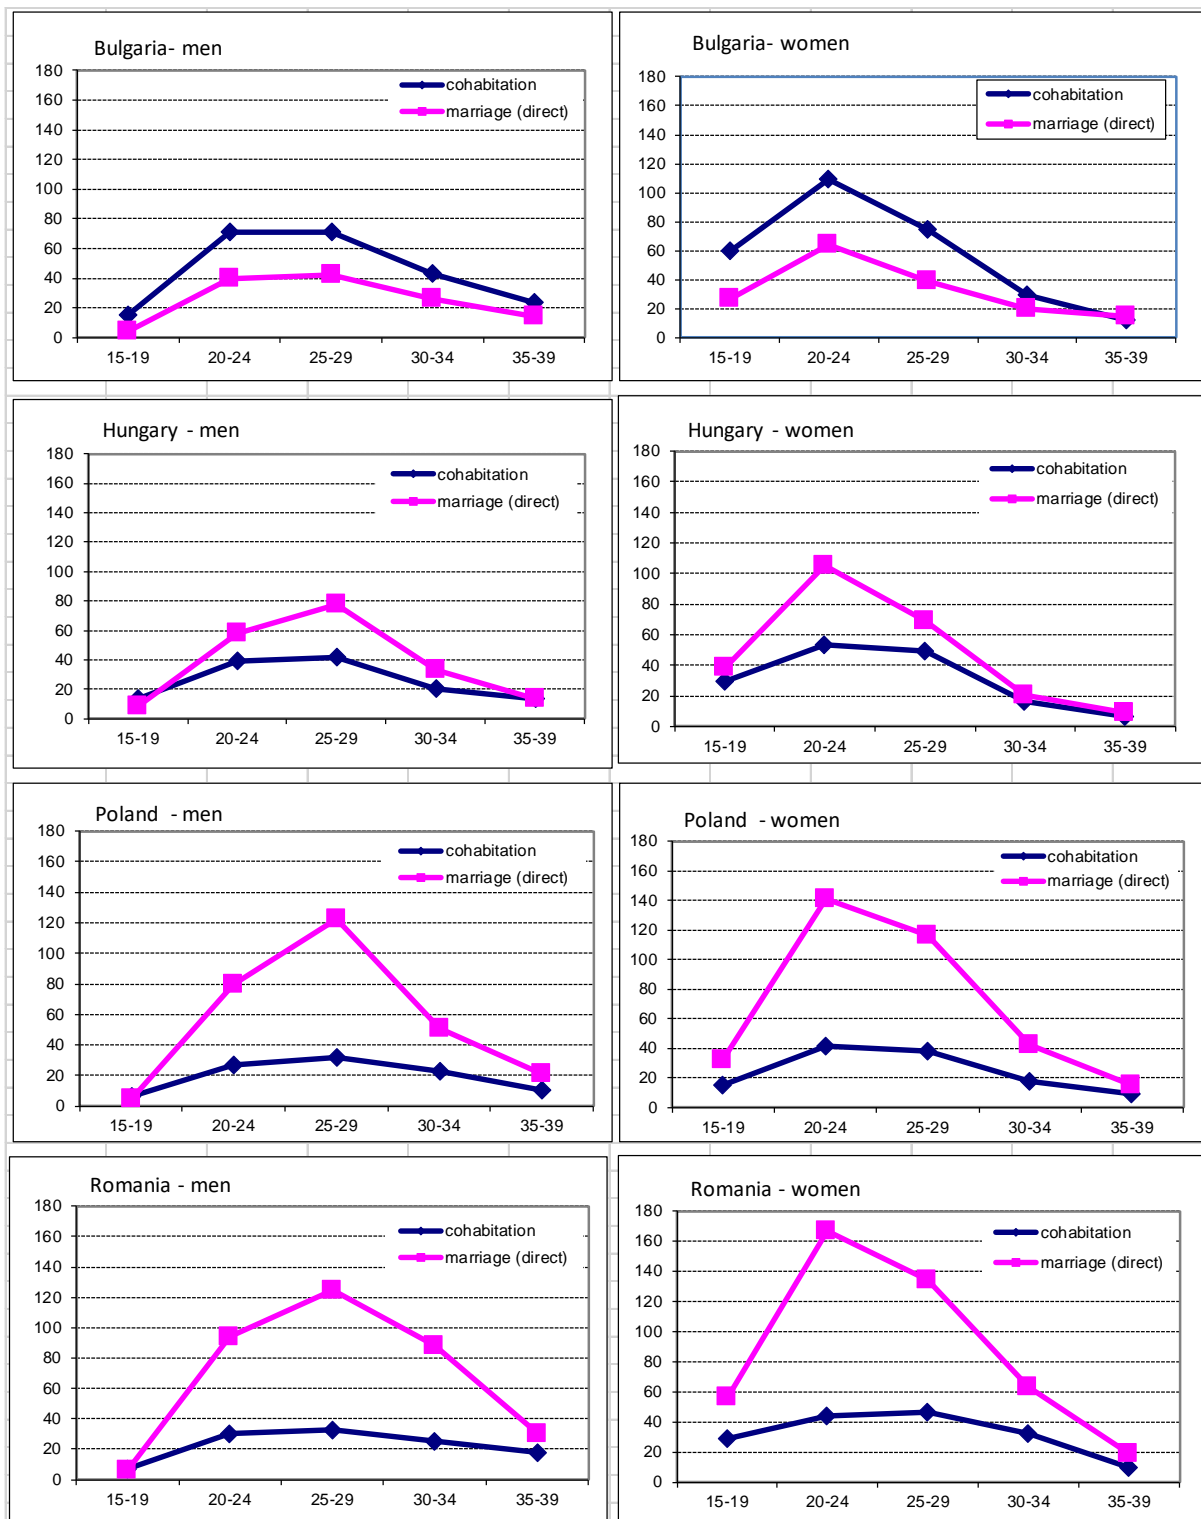 Bulgaria- men
180
160
140
120
100
80
60
40
20
0
cohabitation
marriage (direct)
15-19 20-24 25-29 30-34 35-39
Bulgaria- women
180
160
140
120
100
80
60
40
20
0
cohabitation
marriage (direct)
15-19 20-24 25-29 30-34 35-39
Hungary - men
180
160
140
120
100
80
60
40
20
0
cohabitation
marriage (direct)
15-19 20-24 25-29 30-34 35-39
Hungary - women
180
160
140
120
100
80
60
40
20
0
cohabitation
marriage (direct)
15-19 20-24 25-29 30-34 35-39
Poland - men
180
160
140
120
100
80
60
40
20
0
cohabitation
marriage (direct)
15-19 20-24 25-29 30-34 35-39
Poland - women
180
160
140
120
100
80
60
40
20
0
cohabitation
marriage (direct)
15-19 20-24 25-29 30-34 35-39
Romania - men
180
160
140
120
100
80
60
40
20
0
cohabitation
marriage (direct)
15-19 20-24 25-29 30-34 35-39
Romania - women
180
160
140
120
100
80
60
40
20
0
cohabitation
marriage (direct)
15-19 20-24 25-29 30-34 35-39